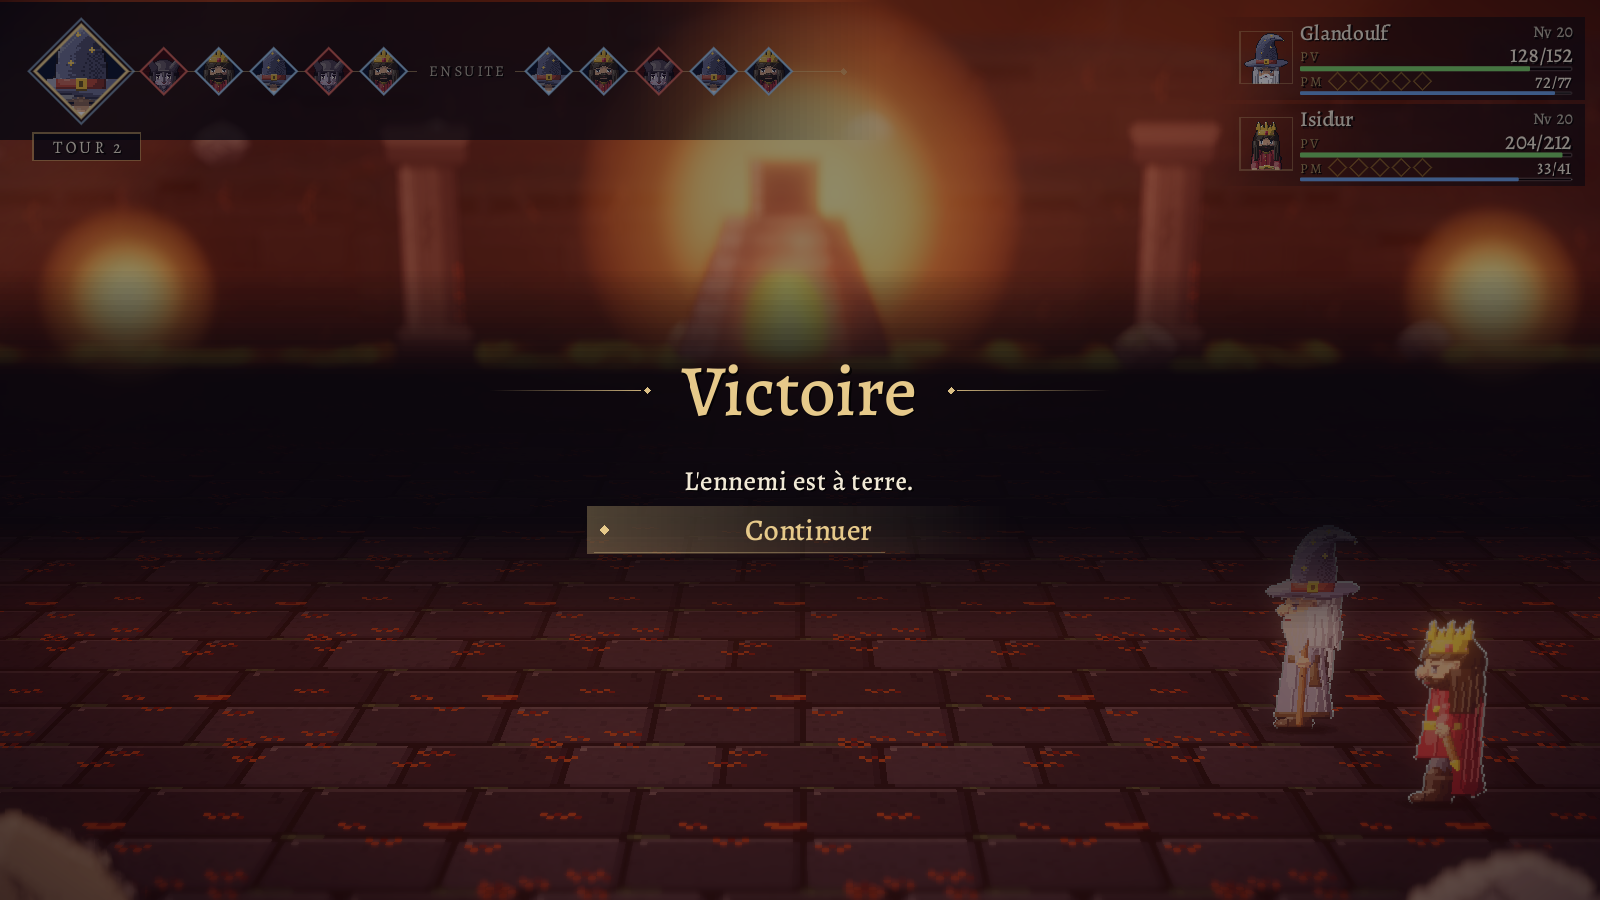 ENSUITE
TOUR 2
Glandoulf Nv 20
PV 128/152
PM 72/77
Isidur Nv 20
PV 204/212
PM 33/41
Victoire
L'ennemi est à terre.
Continuer